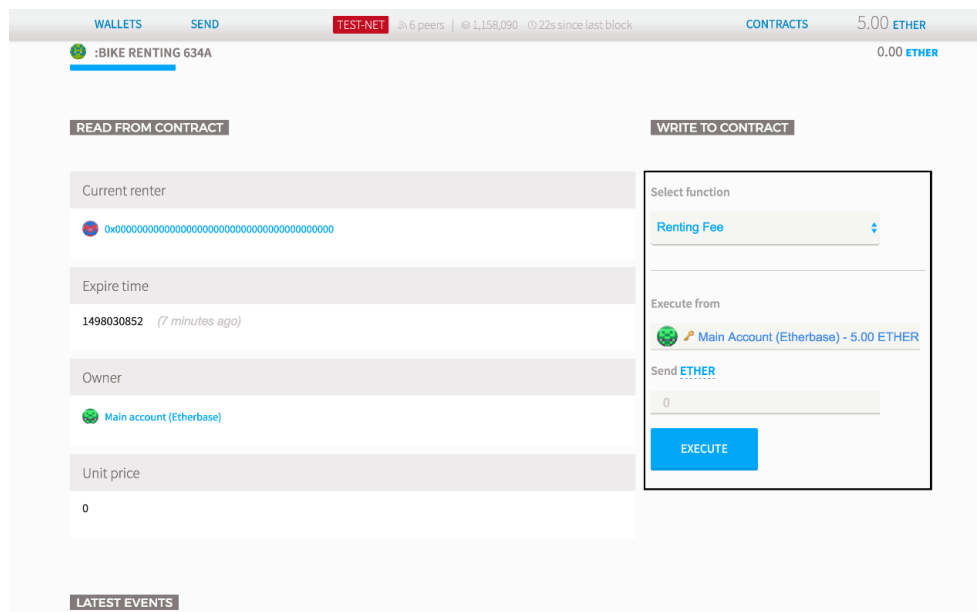 WALLETS SEND TEST-NET 6 peers | 1,158,090 22s since last block CONTRACTS 5.00 ETHER
:BIKE RENTING 634A 0.00 ETHER
READ FROM CONTRACT
Current renter
0x0000000000000000000000000000000000000000
Expire time
1498030852 (7 minutes ago)
Owner
Main account (Etherbase)
Unit price
0
WRITE TO CONTRACT
Select function
Renting Fee
Execute from
Main Account (Etherbase) - 5.00 ETHER
Send ETHER
0
EXECUTE
LATEST EVENTS